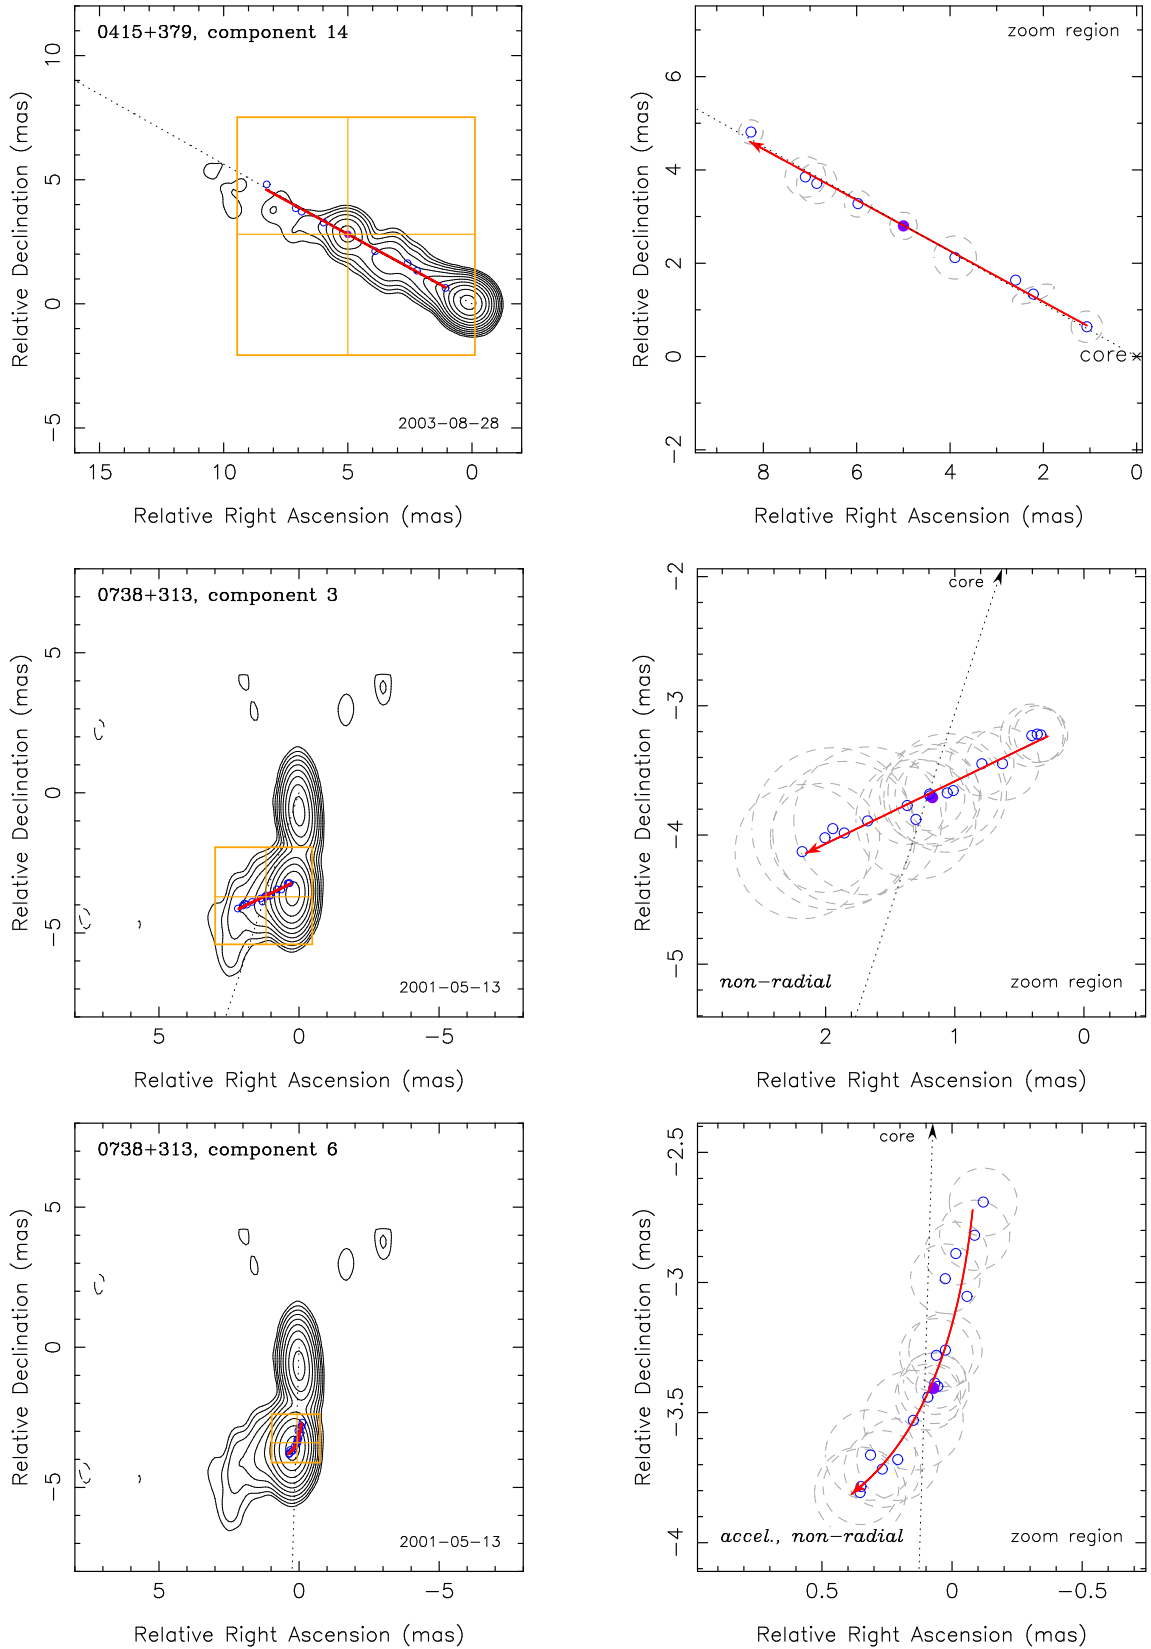 0415+379, component 14
zoom region
Relative Declination (mas)
10
5
0
−5
2003−08−28
15
10
5
0
Relative Right Ascension (mas)
Relative Declination (mas)
6
4
2
0
−2
core
8
6
4
2
0
Relative Right Ascension (mas)
0738+313, component 3
Relative Declination (mas)
5
0
−5
2001−05−13
5
0
−5
Relative Right Ascension (mas)
core
Relative Declination (mas)
−2
−3
−4
−5
non−radial
zoom region
2
1
0
Relative Right Ascension (mas)
0738+313, component 6
Relative Declination (mas)
5
0
−5
2001−05−13
5
0
−5
Relative Right Ascension (mas)
core
Relative Declination (mas)
−2.5
−3
−3.5
−4
accel., non−radial
zoom region
0.5
0
−0.5
Relative Right Ascension (mas)